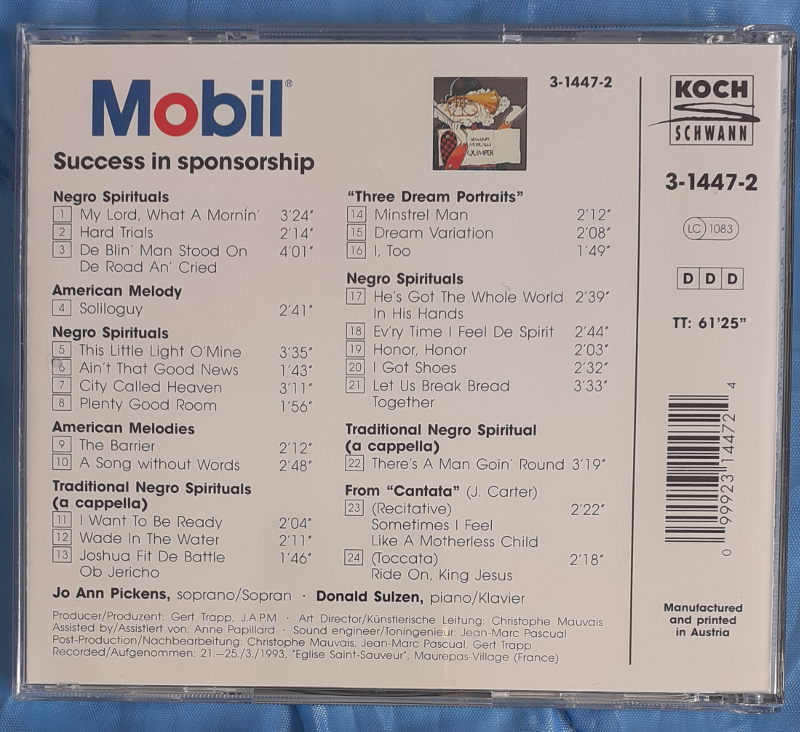 Mobil®
Success in sponsorship
3-1447-2
QUIMPER
Negro Spirituals
1 My Lord, What A Mornin' 3'24"
2 Hard Trials 2'14"
3 De Blin' Man Stood On 4'01"
De Road An' Cried
American Melody
4 Soliloguy 2'41"
Negro Spirituals
5 This Little Light O'Mine 3'35"
6 Ain't That Good News 1'43"
7 City Called Heaven 3'11"
8 Plenty Good Room 1'56"
American Melodies
9 The Barrier 2'12"
10 A Song without Words 2'48"
Traditional Negro Spirituals
(a cappella)
11 I Want To Be Ready 2'04"
12 Wade In The Water 2'11"
13 Joshua Fit De Battle 1'46"
Ob Jericho
"Three Dream Portraits"
14 Minstrel Man 2'12"
15 Dream Variation 2'08"
16 I, Too 1'49"
Negro Spirituals
17 He's Got The Whole World 2'39"
In His Hands
18 Ev'ry Time I Feel De Spirit 2'44"
19 Honor, Honor 2'03"
20 I Got Shoes 2'32"
21 Let Us Break Bread 3'33"
Together
Traditional Negro Spiritual
(a cappella)
22 There's A Man Goin' Round 3'19"
From "Cantata" (J. Carter)
23 (Recitative) 2'22"
Sometimes I Feel
Like A Motherless Child
24 (Toccata) 2'18"
Ride On, King Jesus
Jo Ann Pickens, soprano/Sopran · Donald Sulzen, piano/Klavier
Producer/Produzent: Gert Trapp, J.A.P.M · Art Director/Künstlerische Leitung: Christophe Mauvais
Assisted by/Assistiert von: Anne Papillard · Sound engineer/Toningenieur: Jean-Marc Pascual
Post-Production/Nachbearbeitung: Christophe Mauvais, Jean-Marc Pascual, Gert Trapp
Recorded/Aufgenommen: 21.–25./3./1993, "Eglise Saint-Sauveur", Maurepas-Village (France)
KOCH
SCHWANN
3-1447-2
LC 1083
D D D
TT: 61'25"
0 99923 14472 4
Manufactured
and printed
in Austria